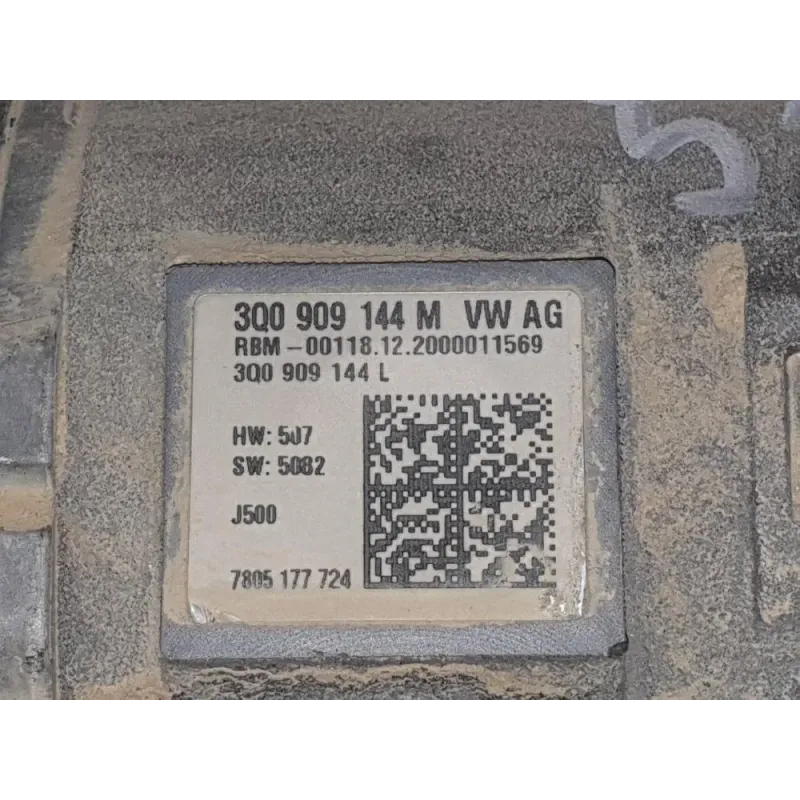 3Q0 909 144 M VW AG
RBM-00118.12.2000011569
3Q0 909 144 L
HW: 507
SW: 5082
J500
7805 177 724